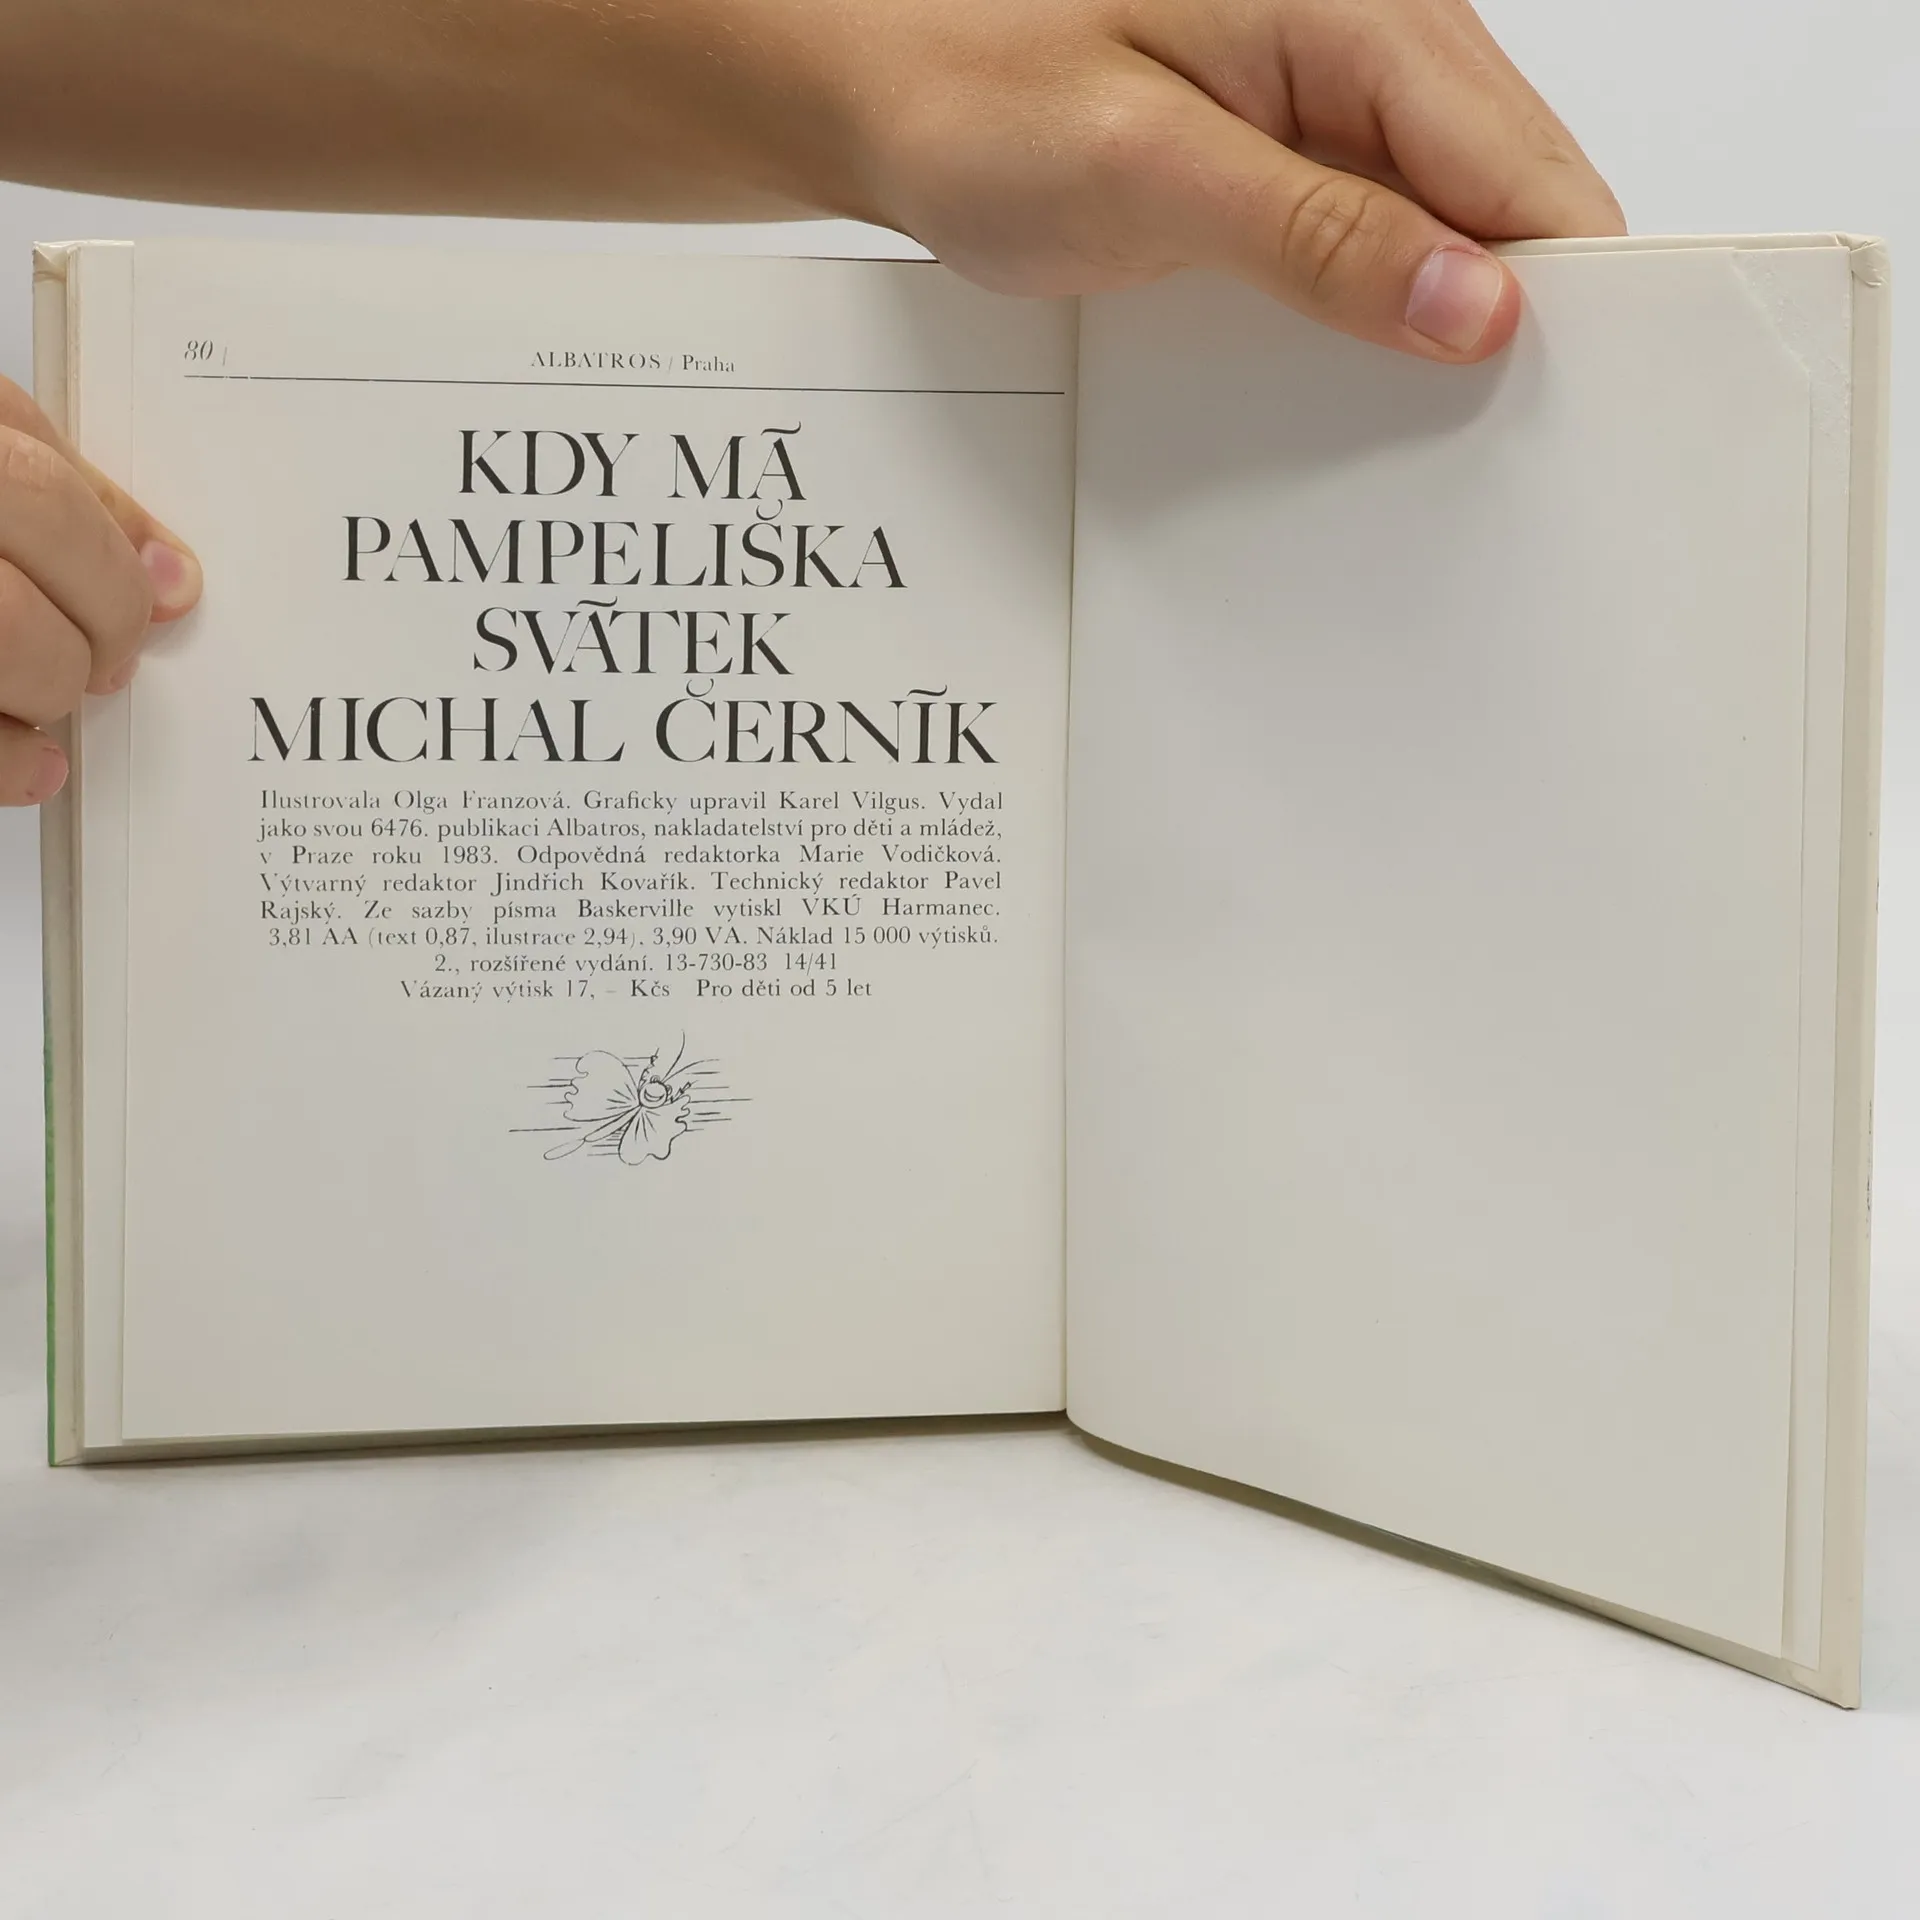 80 |
ALBATROS / Praha
KDY MÁ
PAMPELIŠKA
SVÁTEK
MICHAL ČERNÍK
Ilustrovala Olga Franzová. Graficky upravil Karel Vilgus. Vydal
jako svou 6476. publikaci Albatros, nakladatelství pro děti a mládež,
v Praze roku 1983. Odpovědná redaktorka Marie Vodičková.
Výtvarný redaktor Jindřich Kovařík. Technický redaktor Pavel
Rajský. Ze sazby písma Baskerville vytiskl VKÚ Harmanec.
3,81 AA (text 0,87, ilustrace 2,94). 3,90 VA. Náklad 15 000 výtisků.
2., rozšířené vydání. 13-730-83 14/41
Vázaný výtisk 17, – Kčs Pro děti od 5 let